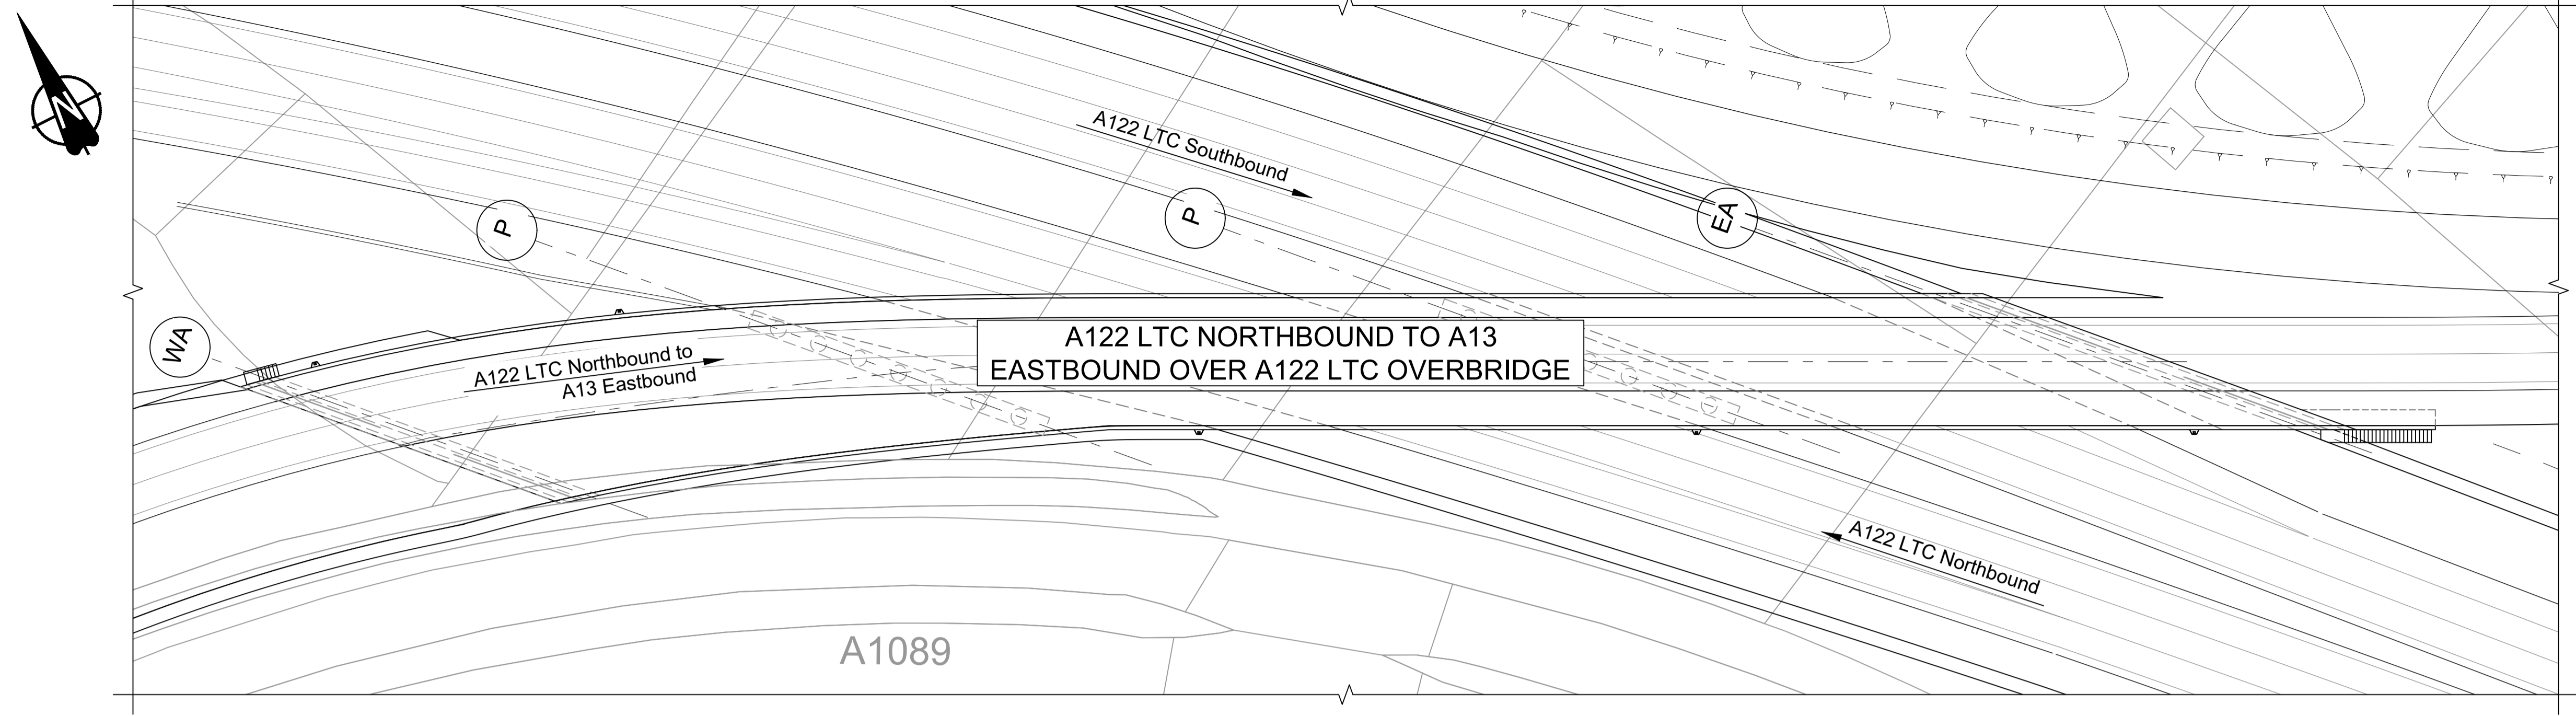 N
A122 LTC Southbound
P
P
EA
WA
A122 LTC NORTHBOUND TO A13
EASTBOUND OVER A122 LTC OVERBRIDGE
A122 LTC Northbound to
A13 Eastbound
A122 LTC Northbound
A1089